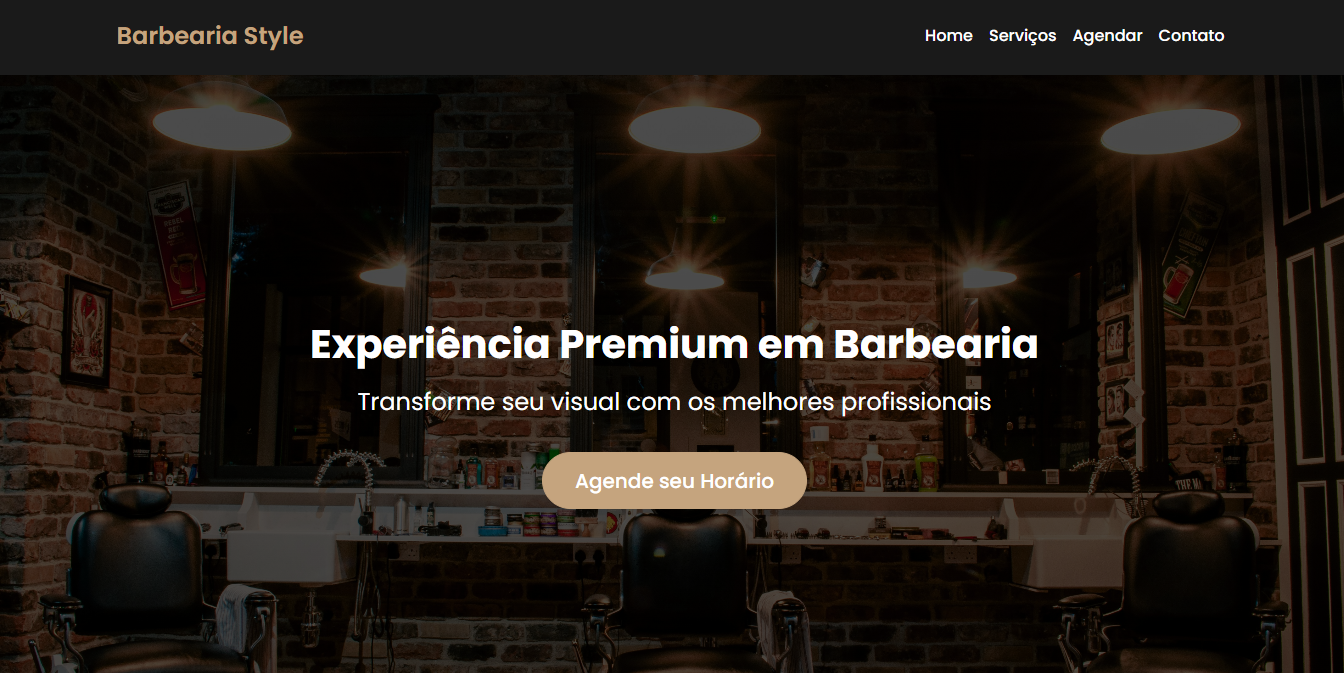 Barbearia Style
Home Serviços Agendar Contato
Experiência Premium em Barbearia
Transforme seu visual com os melhores profissionais
Agende seu Horário